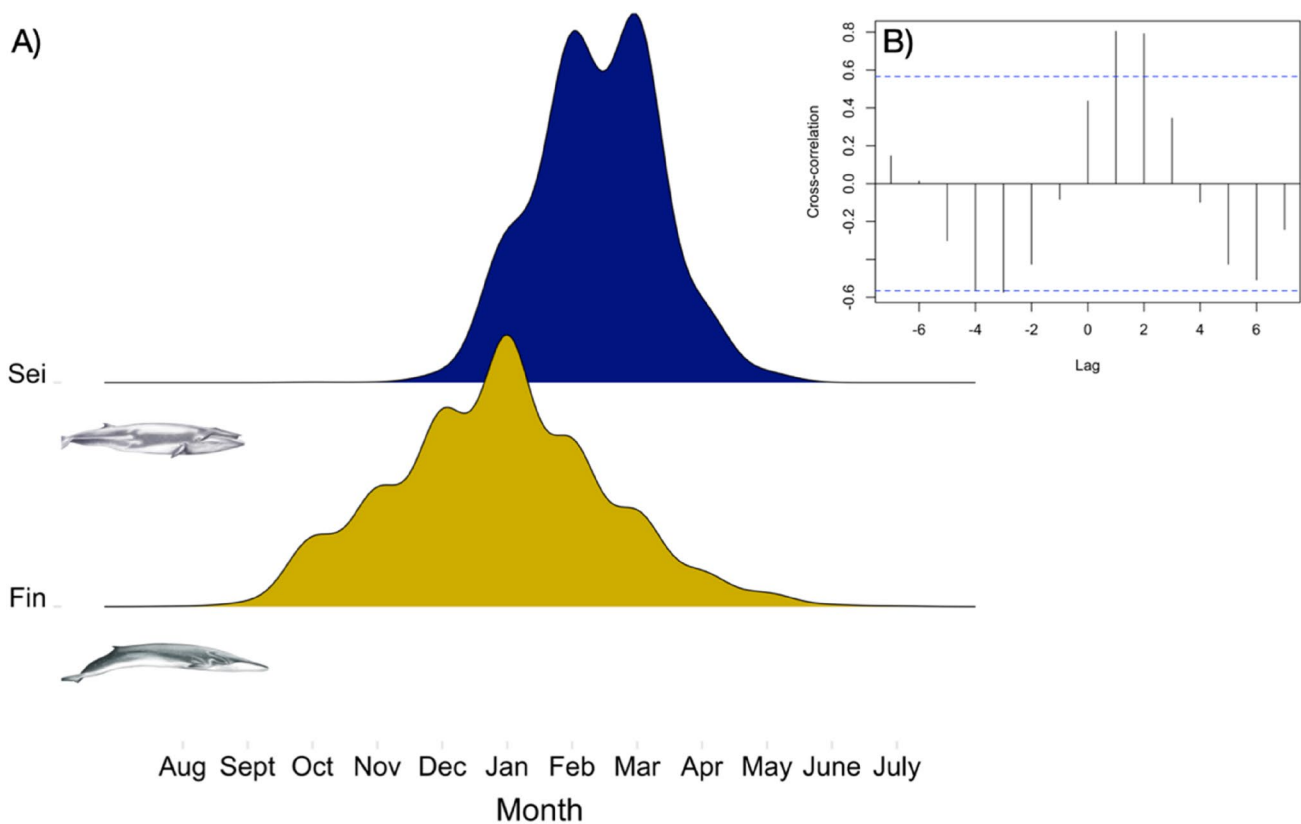 A)
Sei
Fin
Aug Sept Oct Nov Dec Jan Feb Mar Apr May June July
Month
B)
Cross-correlation
0.8
0.6
0.4
0.2
0.0
-0.2
-0.6
-6 -4 -2 0 2 4 6
Lag